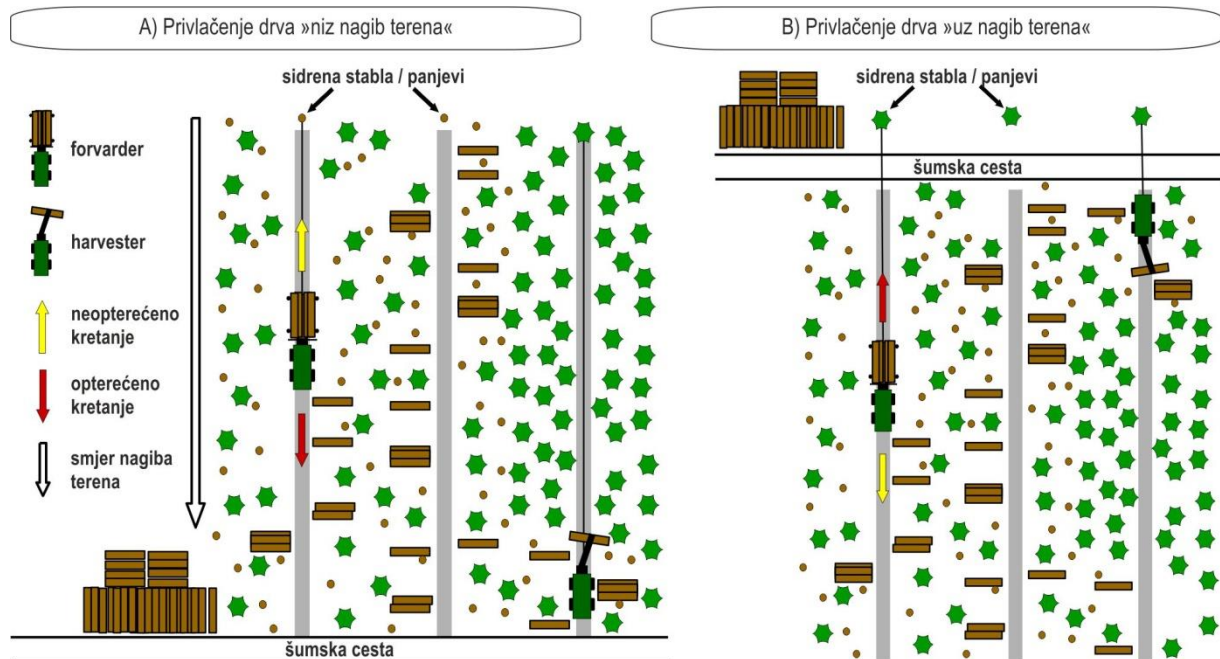 A) Privlačenje drva »niz nagib terena«
B) Privlačenje drva »uz nagib terena«
sidrena stabla / panjevi
forvarder
harvester
neopterećeno
kretanje
opterećeno
kretanje
smjer nagiba
terena
šumska cesta
sidrena stabla / panjevi
šumska cesta